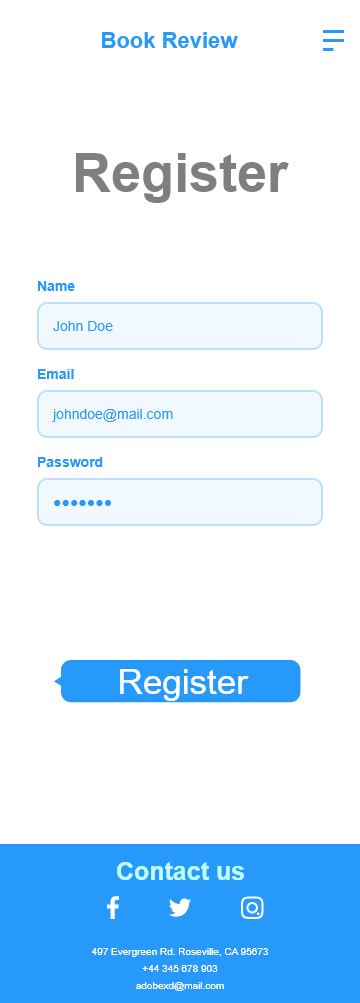 Book Review
Register
Name
John Doe
Email
johndoe@mail.com
Password
•••••••
Register
Contact us
497 Evergreen Rd. Roseville, CA 95673
+44 345 678 903
adobexd@mail.com